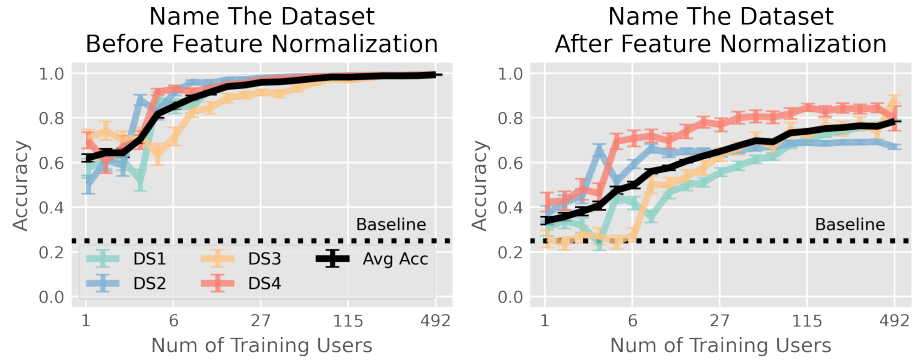 Name The Dataset
Before Feature Normalization
Accuracy
1.0
0.8
0.6
0.4
0.2
0.0
Baseline
DS1
DS2
DS3
DS4
Avg Acc
1 6 27 115 492
Num of Training Users
Name The Dataset
After Feature Normalization
Accuracy
1.0
0.8
0.6
0.4
0.2
0.0
Baseline
1 6 27 115 492
Num of Training Users